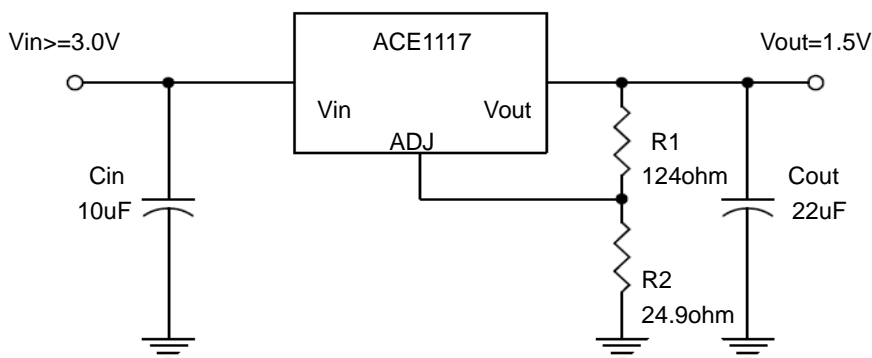 Vin>=3.0V
ACE1117
Vout=1.5V
Vin
Vout
ADJ
R1
124ohm
Cin
10uF
Cout
22uF
R2
24.9ohm